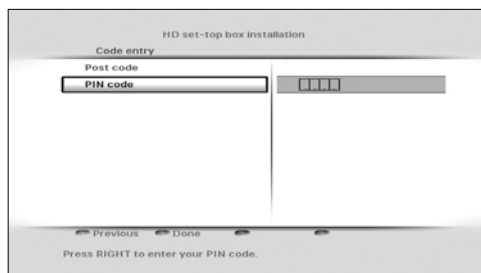 HD set-top box installation
Code entry
Post code
PIN code
Previous Done
Press RIGHT to enter your PIN code.